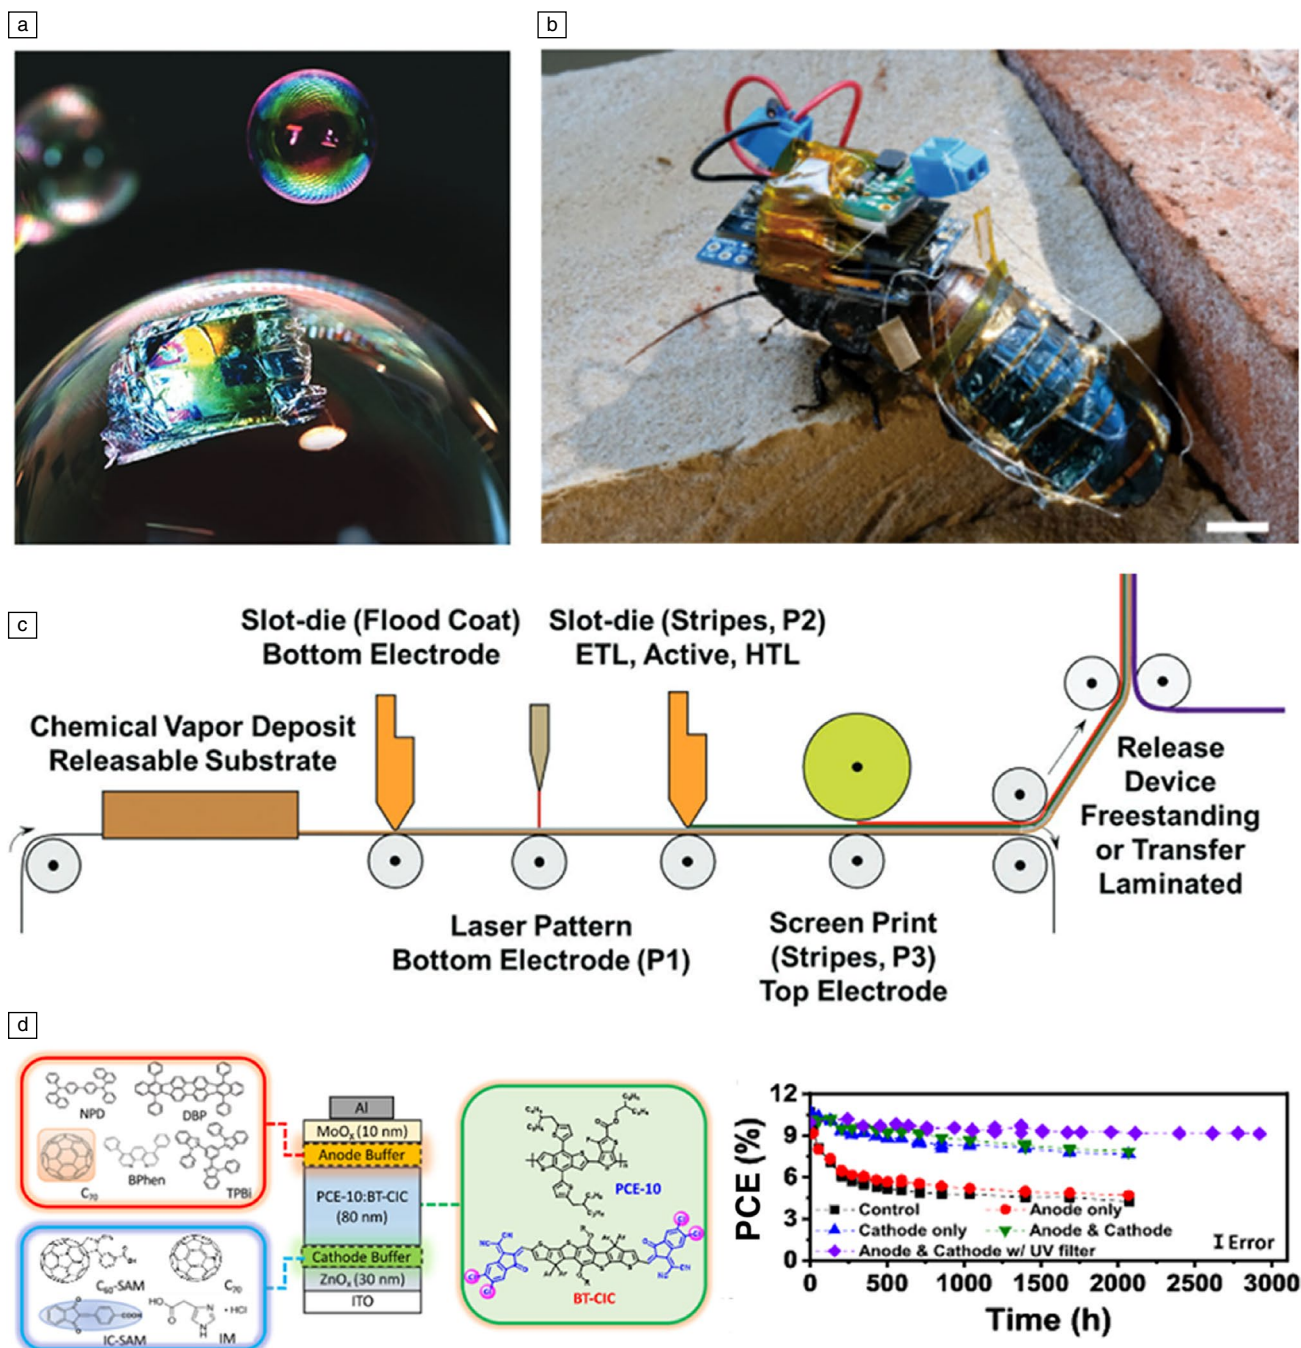 a
b
c
Slot-die (Flood Coat)
Bottom Electrode
Slot-die (Stripes, P2)
ETL, Active, HTL
Chemical Vapor Deposit
Releasable Substrate
Release
Device
Freestanding
or Transfer
Laminated
Laser Pattern
Bottom Electrode (P1)
Screen Print
(Stripes, P3)
Top Electrode
d
NPD
DBP
C70
BPhen
TPBi
C60-SAM
C70
HO
O
N
NH
• HCl
COOH
IC-SAM
IM
Al
MoOx (10 nm)
Anode Buffer
PCE-10:BT-CIC
(80 nm)
Cathode Buffer
ZnOx (30 nm)
ITO
PCE-10
BT-CIC
PCE (%)
12
9
6
3
0
Control
Anode only
Cathode only
Anode & Cathode
Anode & Cathode w/ UV filter
Error
0
500
1000
1500
2000
2500
3000
Time (h)